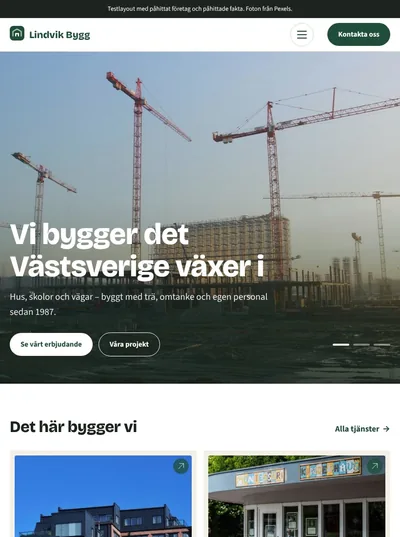 Testlayout med påhittat företag och påhittade fakta. Foton från Pexels.
Lindvik Bygg
Kontakta oss
Vi bygger det
Västsverige växer i
Hus, skolor och vägar – byggt med trä, omtanke och egen personal
sedan 1987.
Se vårt erbjudande
Våra projekt
Det här bygger vi
Alla tjänster